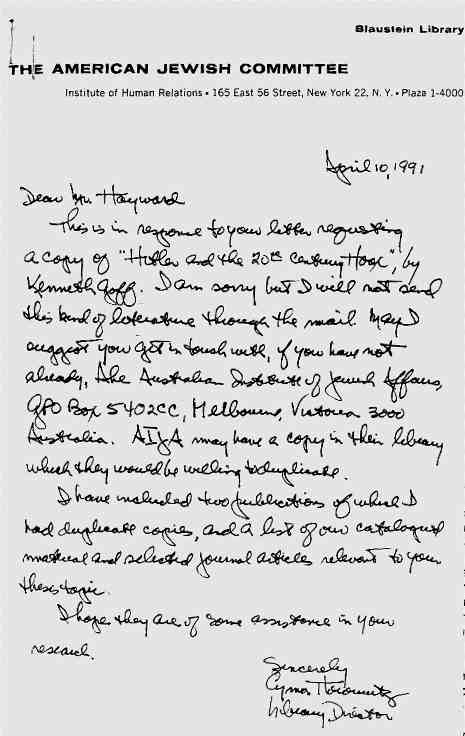 Blaustein Library
THE AMERICAN JEWISH COMMITTEE
Institute of Human Relations • 165 East 56 Street, New York 22, N. Y. • Plaza 1-4000
April 10, 1991
Dear Mr. Hayward
This is in response to your letter requesting
a copy of "Hitler and the 20th Century Hoax", by
Kenneth Goff. I am sorry but I will not send
this kind of literature through the mail. May I
suggest you get in touch with, if you have not
already, the Australian Institute of Jewish Affairs,
GPO Box 5402CC, Melbourne, Victoria 3000
Australia. AIJA may have a copy in their library
which they would be willing to duplicate.
I have included two publications of which I
had duplicate copies, and a list of our catalogued
material and selected journal articles relevant to your
thesis topic.
I hope they are of some assistance in your
research.
Sincerely
Cyma Horowitz
Library Director